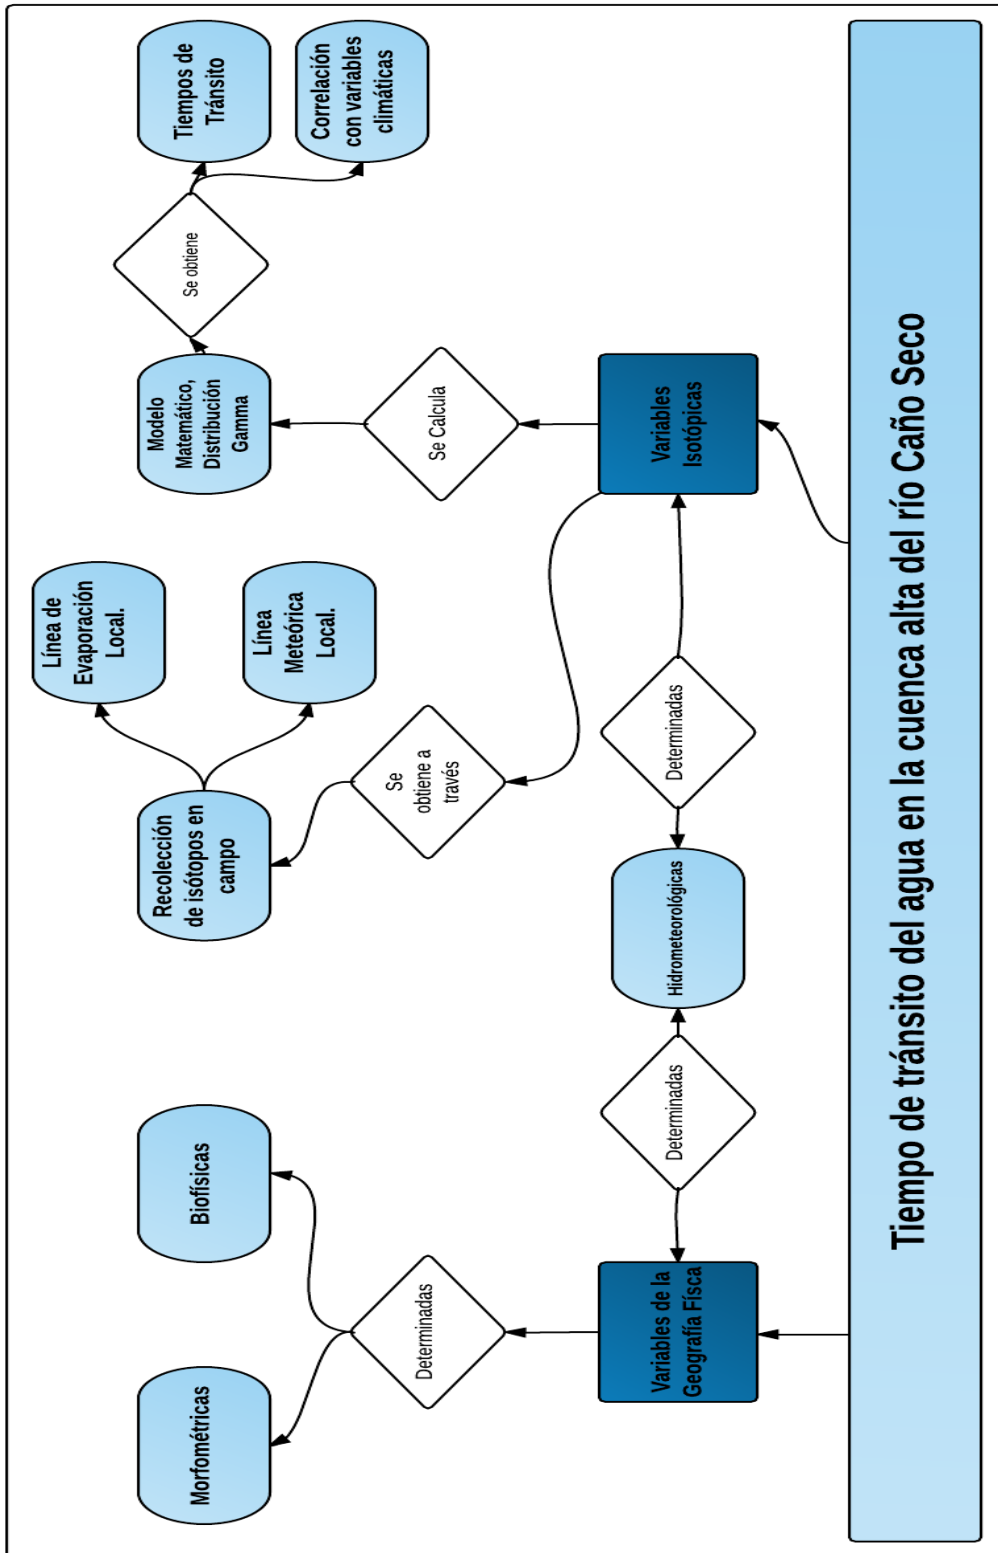 Línea de
Evaporación
Local.
Morfométricas
Biofísicas
Recolección
de isótopos en
campo
Modelo
Matemático,
Distribución
Gamma
Se obtiene
Tiempos de
Tránsito
Línea
Meteórica
Local.
Correlación
con variables
climáticas
Determinadas
Se
obtiene a
través
Se Calcula
Variables de la
Geografía Físca
Determinadas
Hidrometeorológicas
Determinadas
Variables
Isotópicas
Tiempo de tránsito del agua en la cuenca alta del río Caño Seco